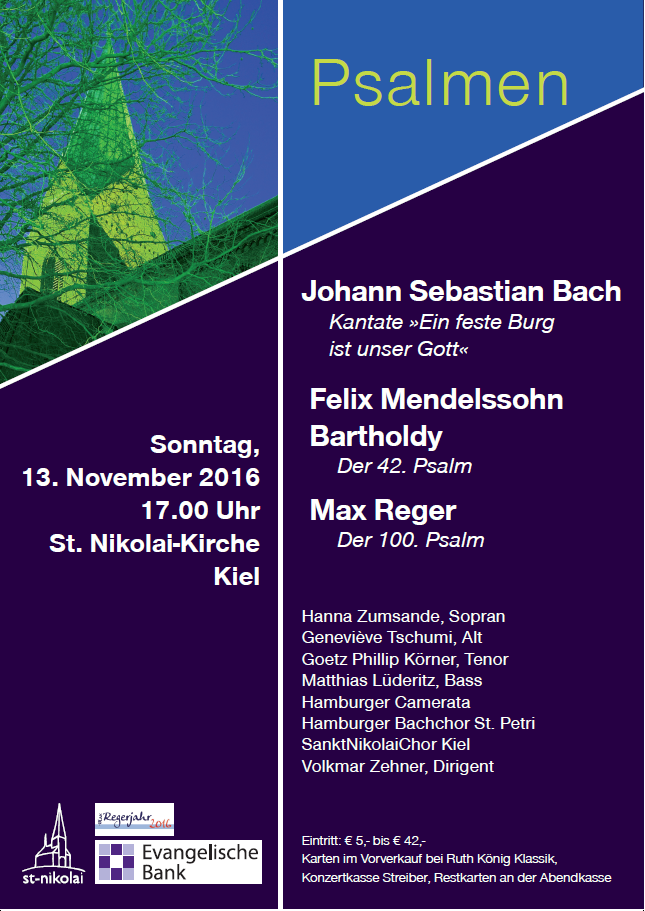 Psalmen
Johann Sebastian Bach
Kantate »Ein feste Burg
ist unser Gott«
Felix Mendelssohn
Bartholdy
Der 42. Psalm
Max Reger
Der 100. Psalm
Sonntag,
13. November 2016
17.00 Uhr
St. Nikolai-Kirche
Kiel
Hanna Zumsande, Sopran
Geneviève Tschumi, Alt
Goetz Phillip Körner, Tenor
Matthias Lüderitz, Bass
Hamburger Camerata
Hamburger Bachchor St. Petri
SanktNikolaiChor Kiel
Volkmar Zehner, Dirigent
Eintritt: € 5,- bis € 42,-
Karten im Vorverkauf bei Ruth König Klassik,
Konzertkasse Streiber, Restkarten an der Abendkasse
st-nikolai
Regerjahr 2016
Evangelische
Bank